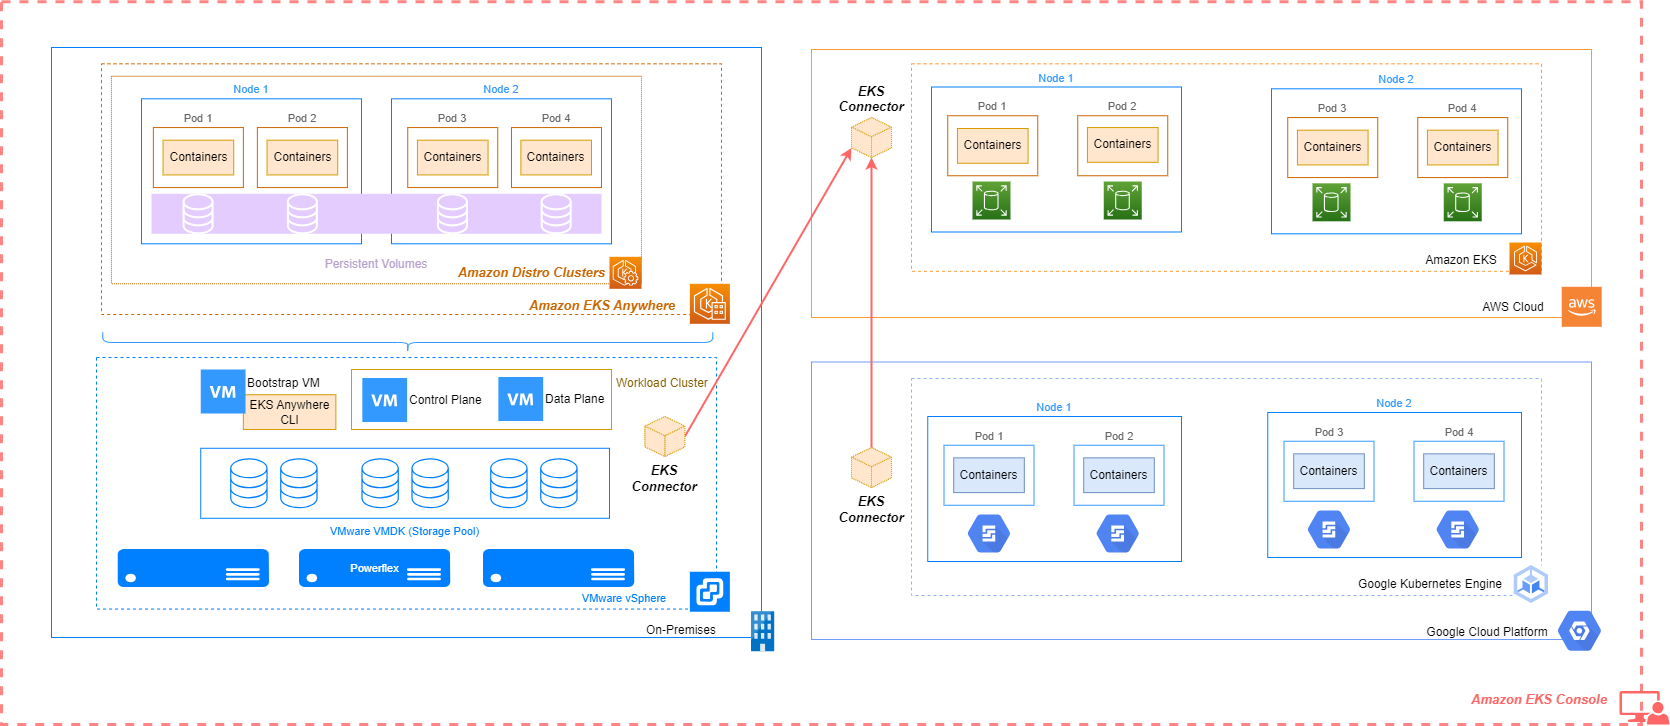 Node 1
Node 2
Pod 1
Pod 2
Pod 3
Pod 4
Containers
Containers
Containers
Containers
Persistent Volumes
Amazon Distro Clusters
Amazon EKS Anywhere
VM
Bootstrap VM
EKS Anywhere
CLI
VM
Control Plane
VM
Data Plane
Workload Cluster
EKS
Connector
VMware VMDK (Storage Pool)
Powerflex
VMware vSphere
On-Premises
EKS
Connector
Node 1
Node 2
Pod 1
Pod 2
Pod 3
Pod 4
Containers
Containers
Containers
Containers
Amazon EKS
AWS Cloud
aws
EKS
Connector
Node 1
Node 2
Pod 1
Pod 2
Pod 3
Pod 4
Containers
Containers
Containers
Containers
Google Kubernetes Engine
Google Cloud Platform
Amazon EKS Console